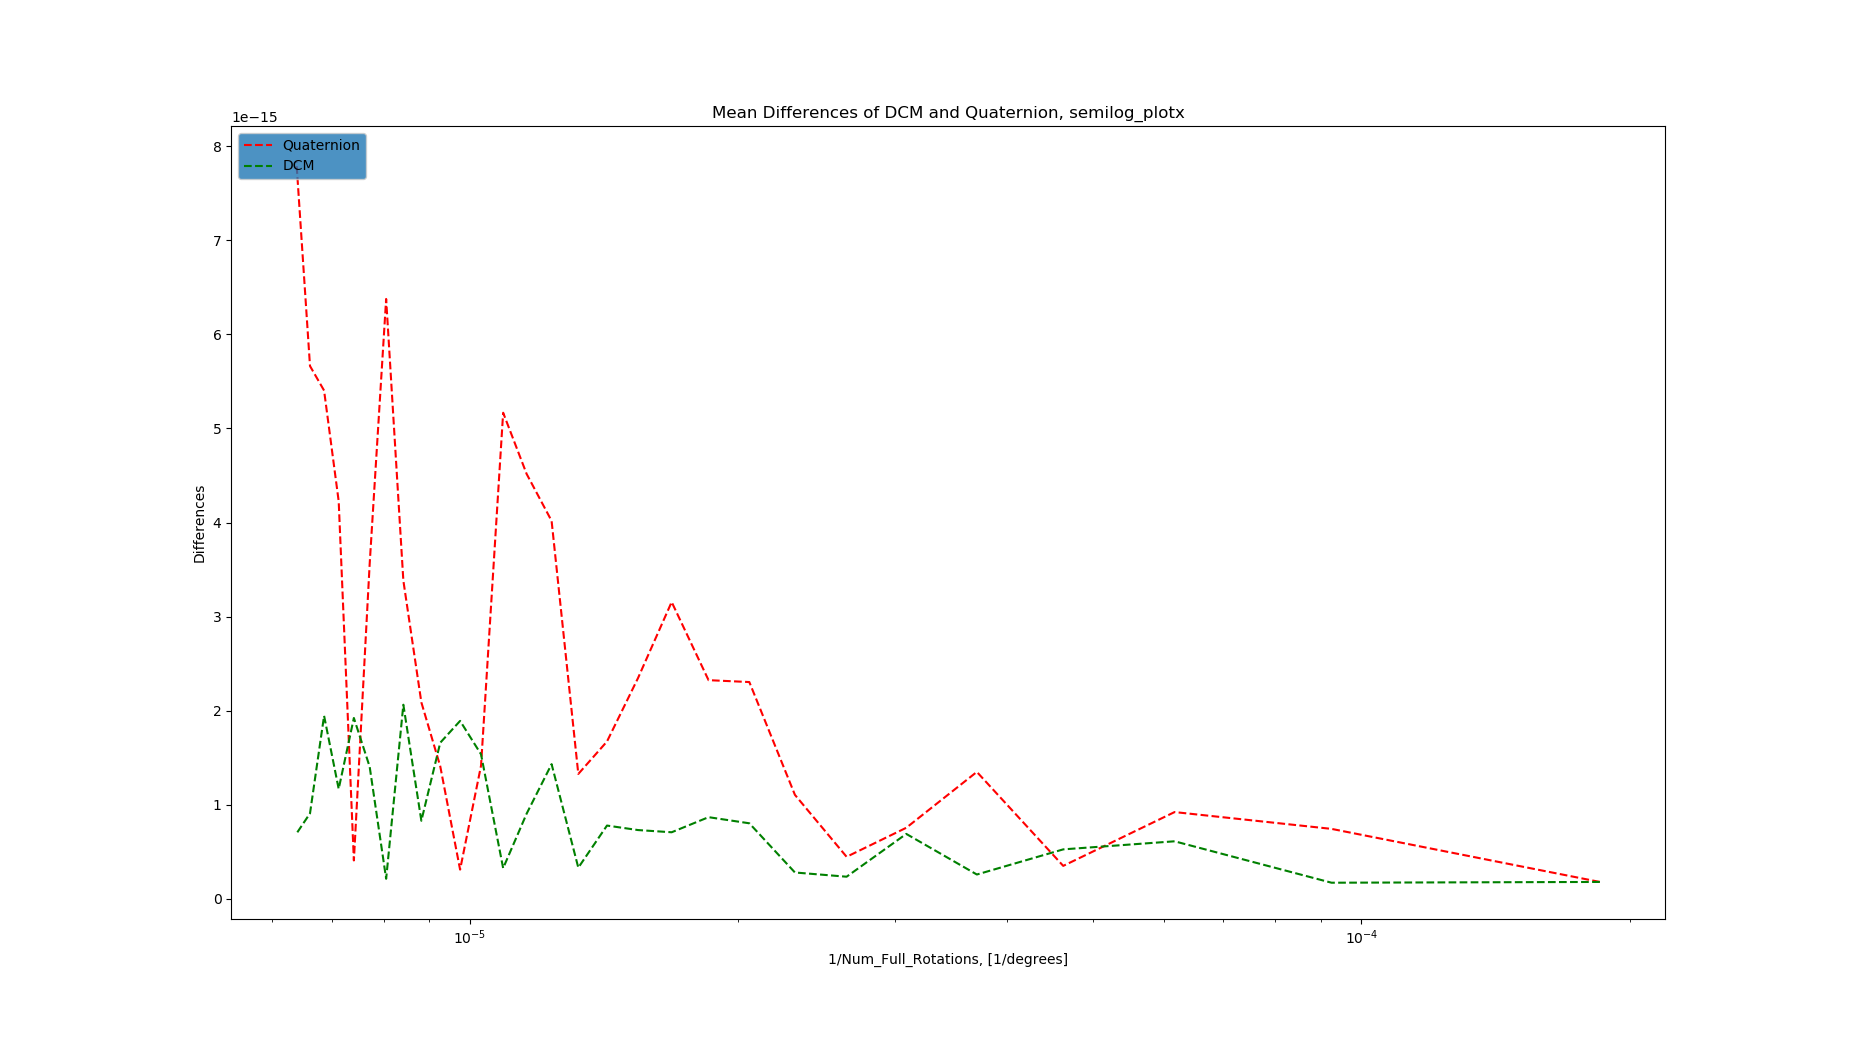 Mean Differences of DCM and Quaternion, semilog_plotx
1e−15
Quaternion
DCM
8
7
6
5
4
3
2
1
0
Differences
10⁻⁵
10⁻⁴
1/Num_Full_Rotations, [1/degrees]